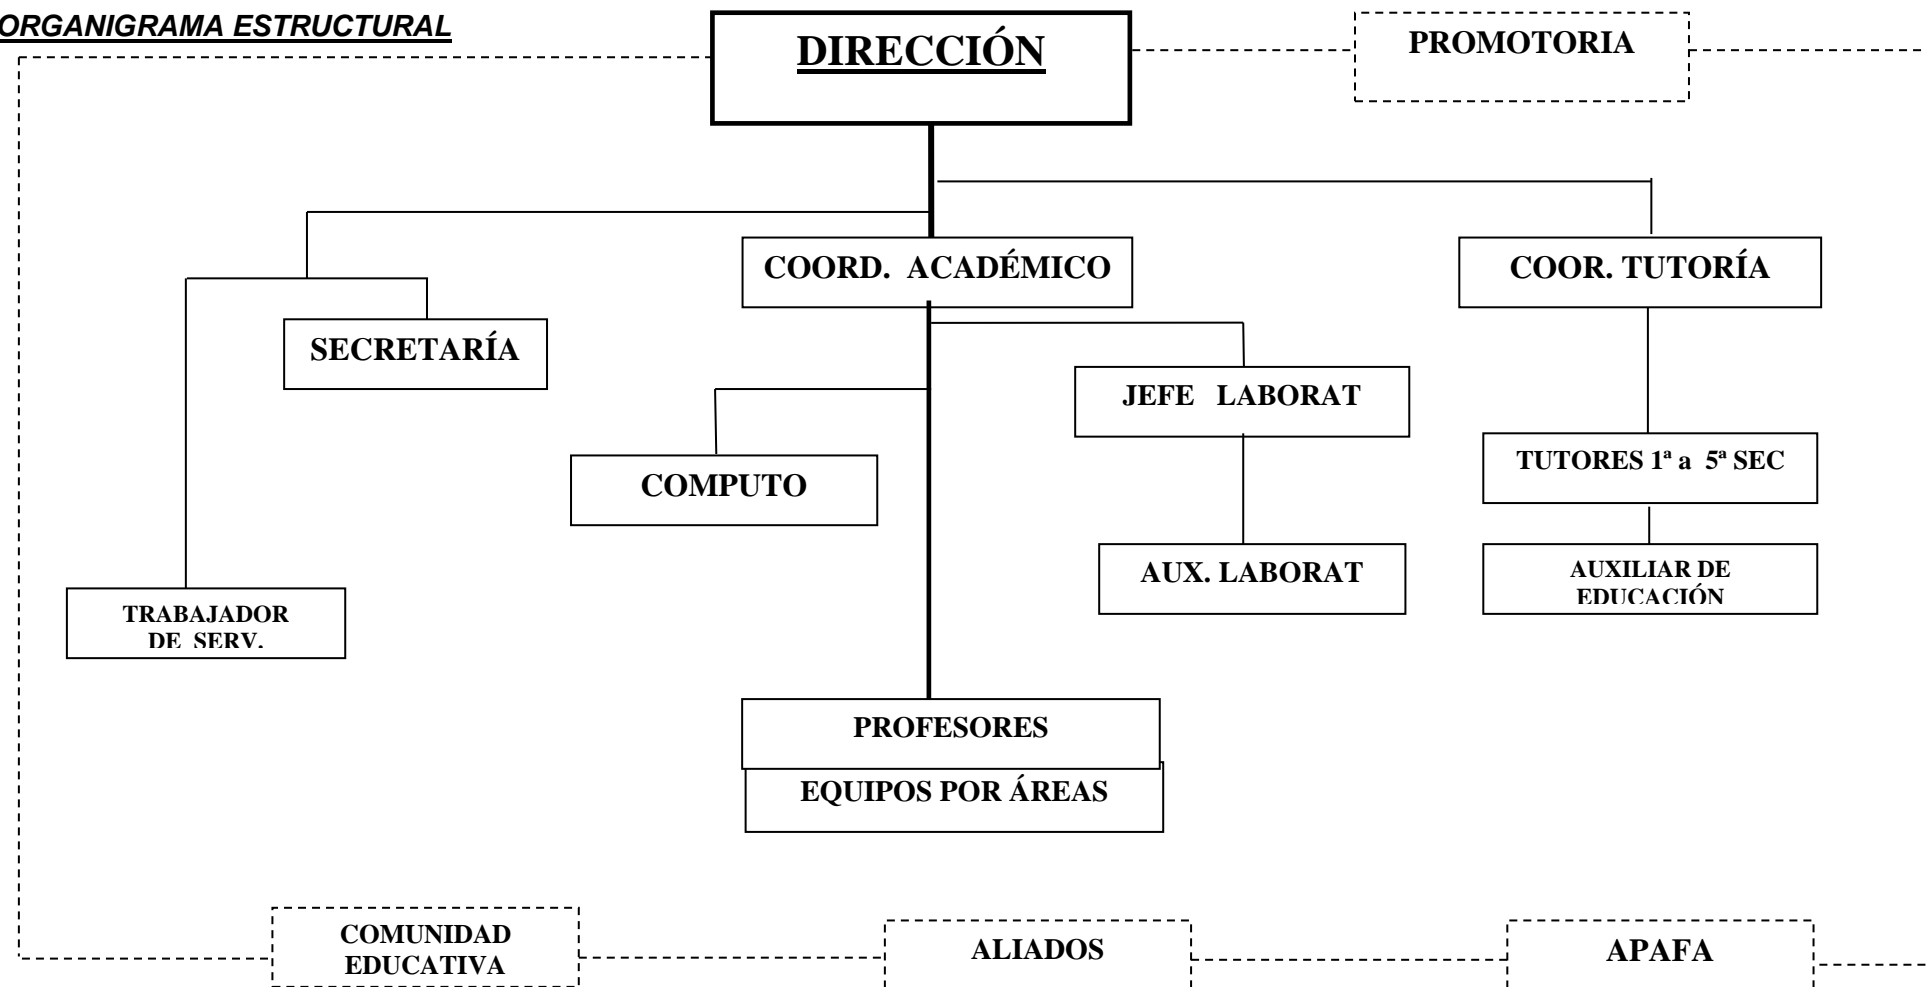 ORGANIGRAMA ESTRUCTURAL
DIRECCIÓN
PROMOTORIA
COORD. ACADÉMICO
COOR. TUTORÍA
SECRETARÍA
JEFE LABORAT
COMPUTO
TUTORES 1ª a 5ª SEC
AUX. LABORAT
AUXILIAR DE
EDUCACIÓN
TRABAJADOR
DE SERV.
PROFESORES
EQUIPOS POR ÁREAS
COMUNIDAD
EDUCATIVA
ALIADOS
APAFA